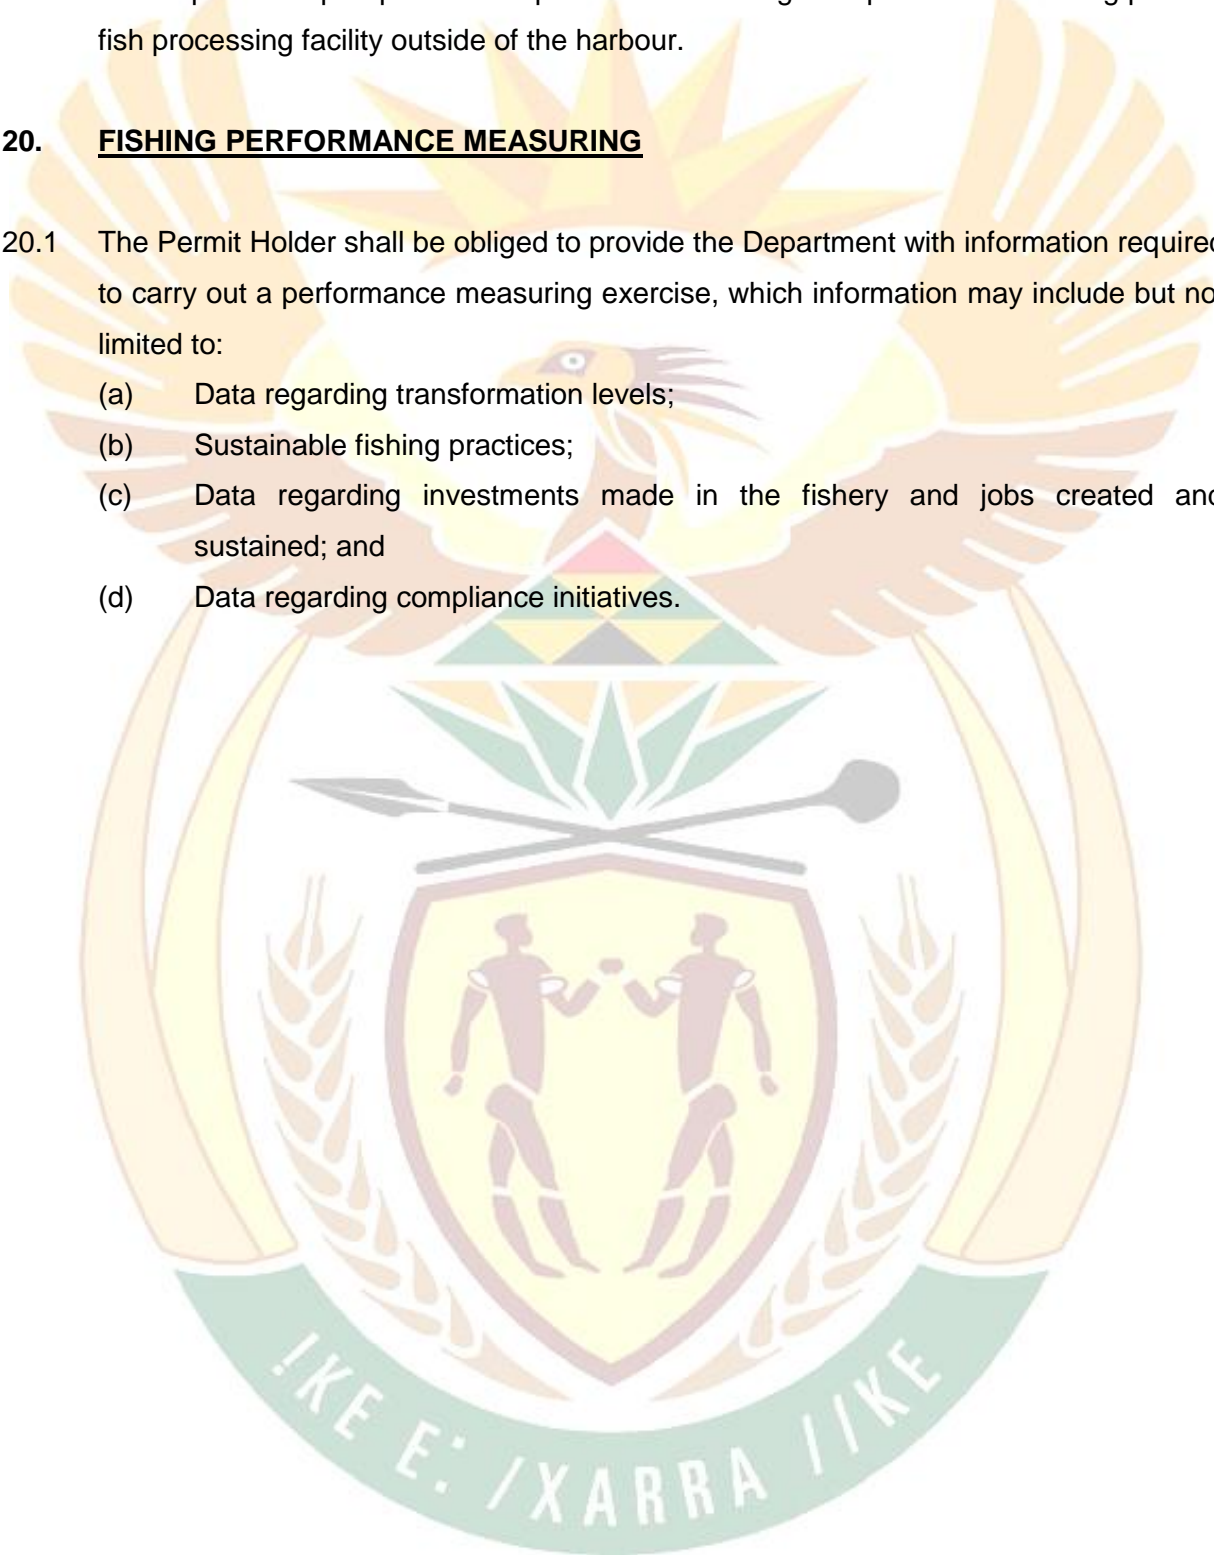 fish processing facility outside of the harbour.
20. FISHING PERFORMANCE MEASURING
20.1 The Permit Holder shall be obliged to provide the Department with information required
to carry out a performance measuring exercise, which information may include but no
limited to:
(a) Data regarding transformation levels;
(b) Sustainable fishing practices;
(c) Data regarding investments made in the fishery and jobs created and
sustained; and
(d) Data regarding compliance initiatives.
!KE E: /XARRA //KE